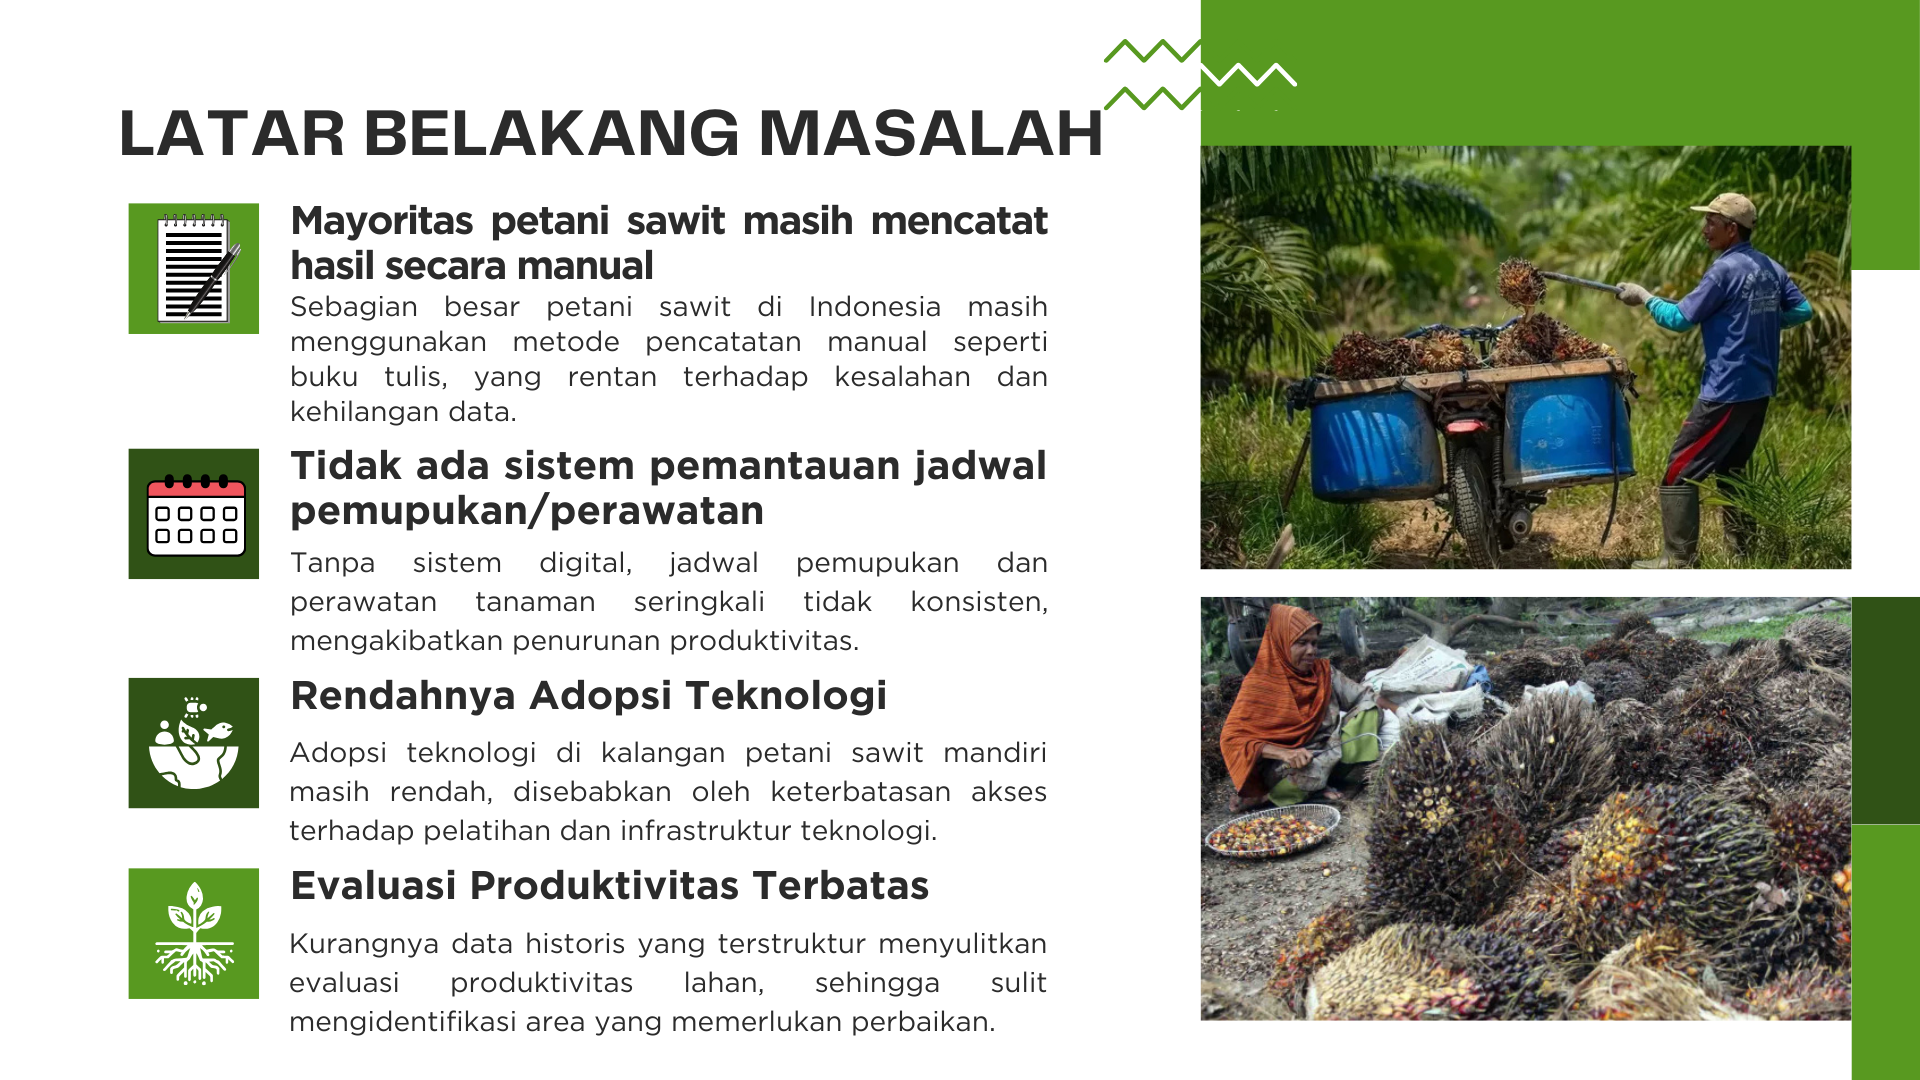 LATAR BELAKANG MASALAH
Mayoritas petani sawit masih mencatat
hasil secara manual
Sebagian besar petani sawit di Indonesia masih
menggunakan metode pencatatan manual seperti
buku tulis, yang rentan terhadap kesalahan dan
kehilangan data.
Tidak ada sistem pemantauan jadwal
pemupukan/perawatan
Tanpa sistem digital, jadwal pemupukan dan
perawatan tanaman seringkali tidak konsisten,
mengakibatkan penurunan produktivitas.
Rendahnya Adopsi Teknologi
Adopsi teknologi di kalangan petani sawit mandiri
masih rendah, disebabkan oleh keterbatasan akses
terhadap pelatihan dan infrastruktur teknologi.
Evaluasi Produktivitas Terbatas
Kurangnya data historis yang terstruktur menyulitkan
evaluasi produktivitas lahan, sehingga sulit
mengidentifikasi area yang memerlukan perbaikan.